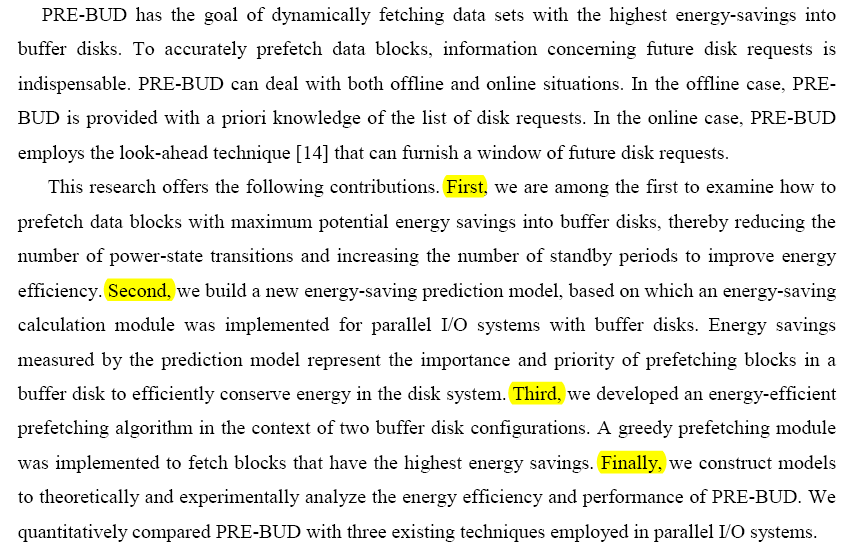 PRE-BUD has the goal of dynamically fetching data sets with the highest energy-savings into
buffer disks. To accurately prefetch data blocks, information concerning future disk requests is
indispensable. PRE-BUD can deal with both offline and online situations. In the offline case, PRE-
BUD is provided with a priori knowledge of the list of disk requests. In the online case, PRE-BUD
employs the look-ahead technique [14] that can furnish a window of future disk requests.
This research offers the following contributions. First, we are among the first to examine how to
prefetch data blocks with maximum potential energy savings into buffer disks, thereby reducing the
number of power-state transitions and increasing the number of standby periods to improve energy
efficiency. Second, we build a new energy-saving prediction model, based on which an energy-saving
calculation module was implemented for parallel I/O systems with buffer disks. Energy savings
measured by the prediction model represent the importance and priority of prefetching blocks in a
buffer disk to efficiently conserve energy in the disk system. Third, we developed an energy-efficient
prefetching algorithm in the context of two buffer disk configurations. A greedy prefetching module
was implemented to fetch blocks that have the highest energy savings. Finally, we construct models
to theoretically and experimentally analyze the energy efficiency and performance of PRE-BUD. We
quantitatively compared PRE-BUD with three existing techniques employed in parallel I/O systems.